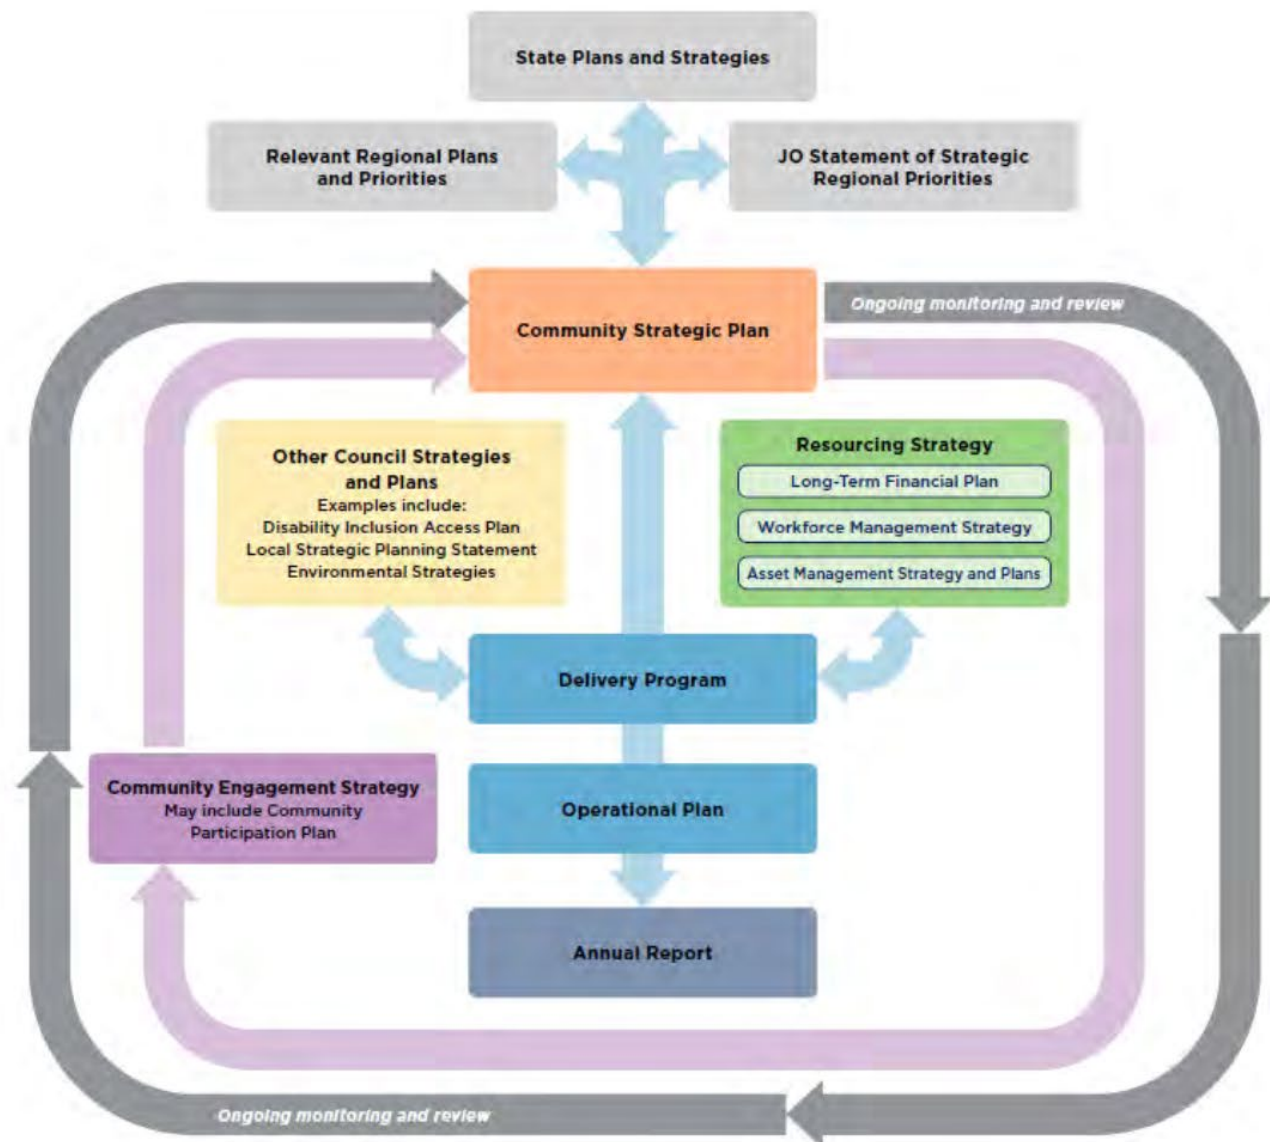 State Plans and Strategies
Relevant Regional Plans
and Priorities
JO Statement of Strategic
Regional Priorities
Community Strategic Plan
Ongoing monitoring and review
Other Council Strategies
and Plans
Examples include:
Disability Inclusion Access Plan
Local Strategic Planning Statement
Environmental Strategies
Resourcing Strategy
Long-Term Financial Plan
Workforce Management Strategy
Asset Management Strategy and Plans
Delivery Program
Community Engagement Strategy
May include Community
Participation Plan
Operational Plan
Annual Report
Ongoing monitoring and review